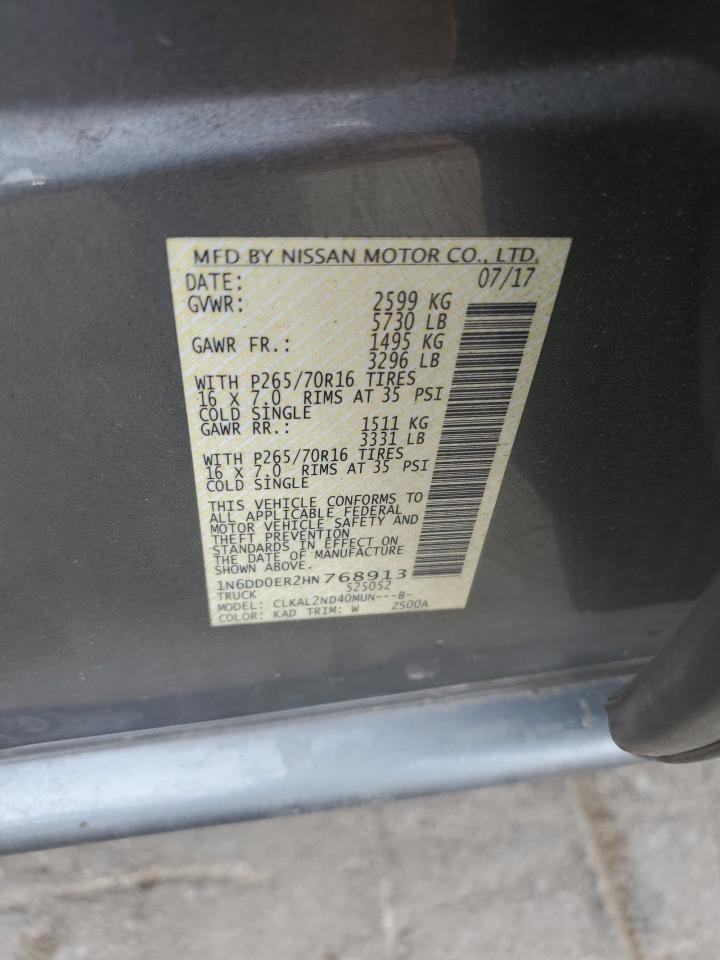 MFD BY NISSAN MOTOR CO., LTD.
DATE: 07/17
GVWR: 2599 KG
5730 LB
GAWR FR.: 1495 KG
3296 LB
WITH P265/70R16 TIRES
16 X 7.0 RIMS AT 35 PSI
COLD SINGLE
GAWR RR.: 1511 KG
3331 LB
WITH P265/70R16 TIRES
16 X 7.0 RIMS AT 35 PSI
COLD SINGLE
THIS VEHICLE CONFORMS TO
ALL APPLICABLE FEDERAL
MOTOR VEHICLE SAFETY AND
THEFT PREVENTION
STANDARDS IN EFFECT ON
THE DATE OF MANUFACTURE
SHOWN ABOVE.
1N6DD0ER2HN768913
TRUCK 525052
MODEL: CLKAL2ND40MUN---B-
COLOR: KAD TRIM: W ZS00A